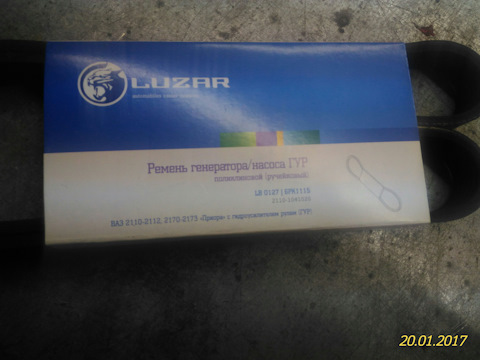 LUZAR
Ремень генератора/насоса ГУР
поликлиновой (ручейковый)
LB 0127 | 6PK1115
ВАЗ 2110-2112, 2170-2173 «Приора» с гидроусилителем руля (ГУР)
20.01.2017